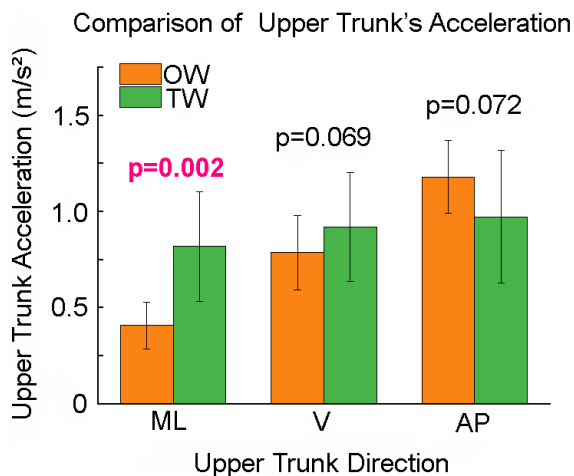 Comparison of Upper Trunk's Acceleration
OW
TW
p=0.002
p=0.069
p=0.072
Upper Trunk Acceleration (m/s²)
1.5
1.0
0.5
0
ML
V
AP
Upper Trunk Direction